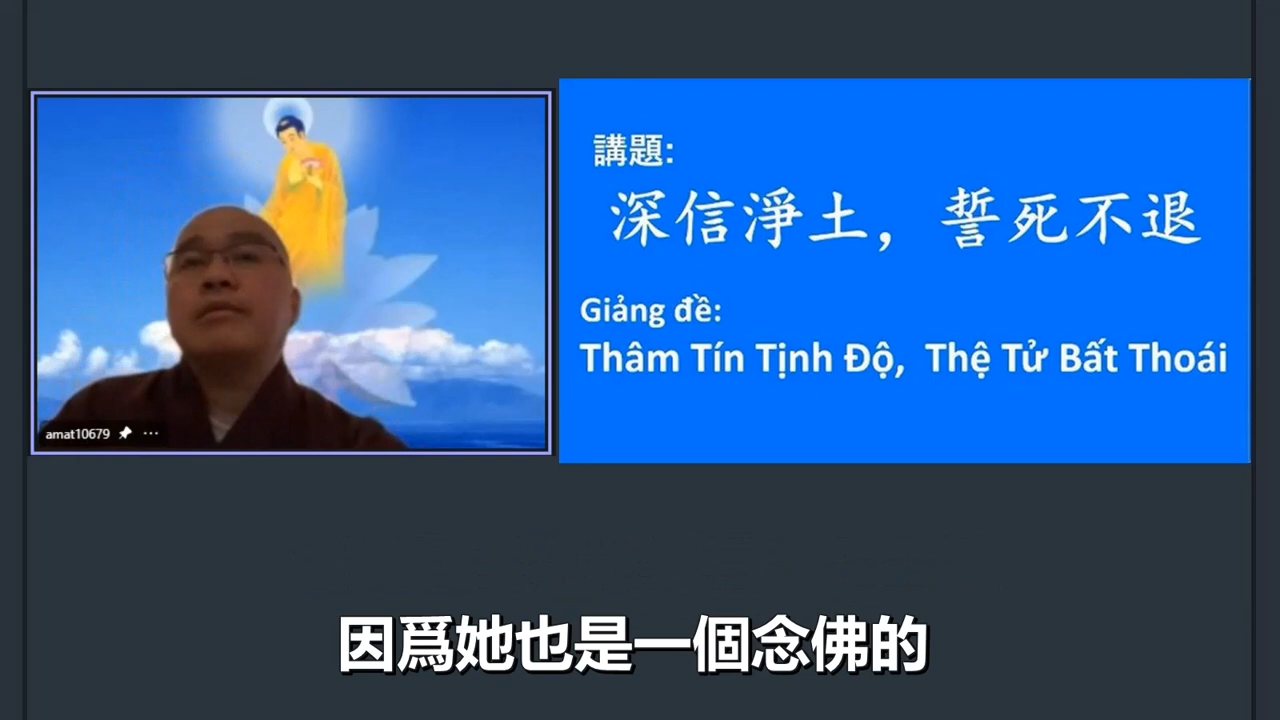 講題:
深信淨土，誓死不退
Giảng đề:
Thâm Tín Tịnh Độ, Thệ Tử Bất Thoái
amat10679
因爲她也是一個念佛的